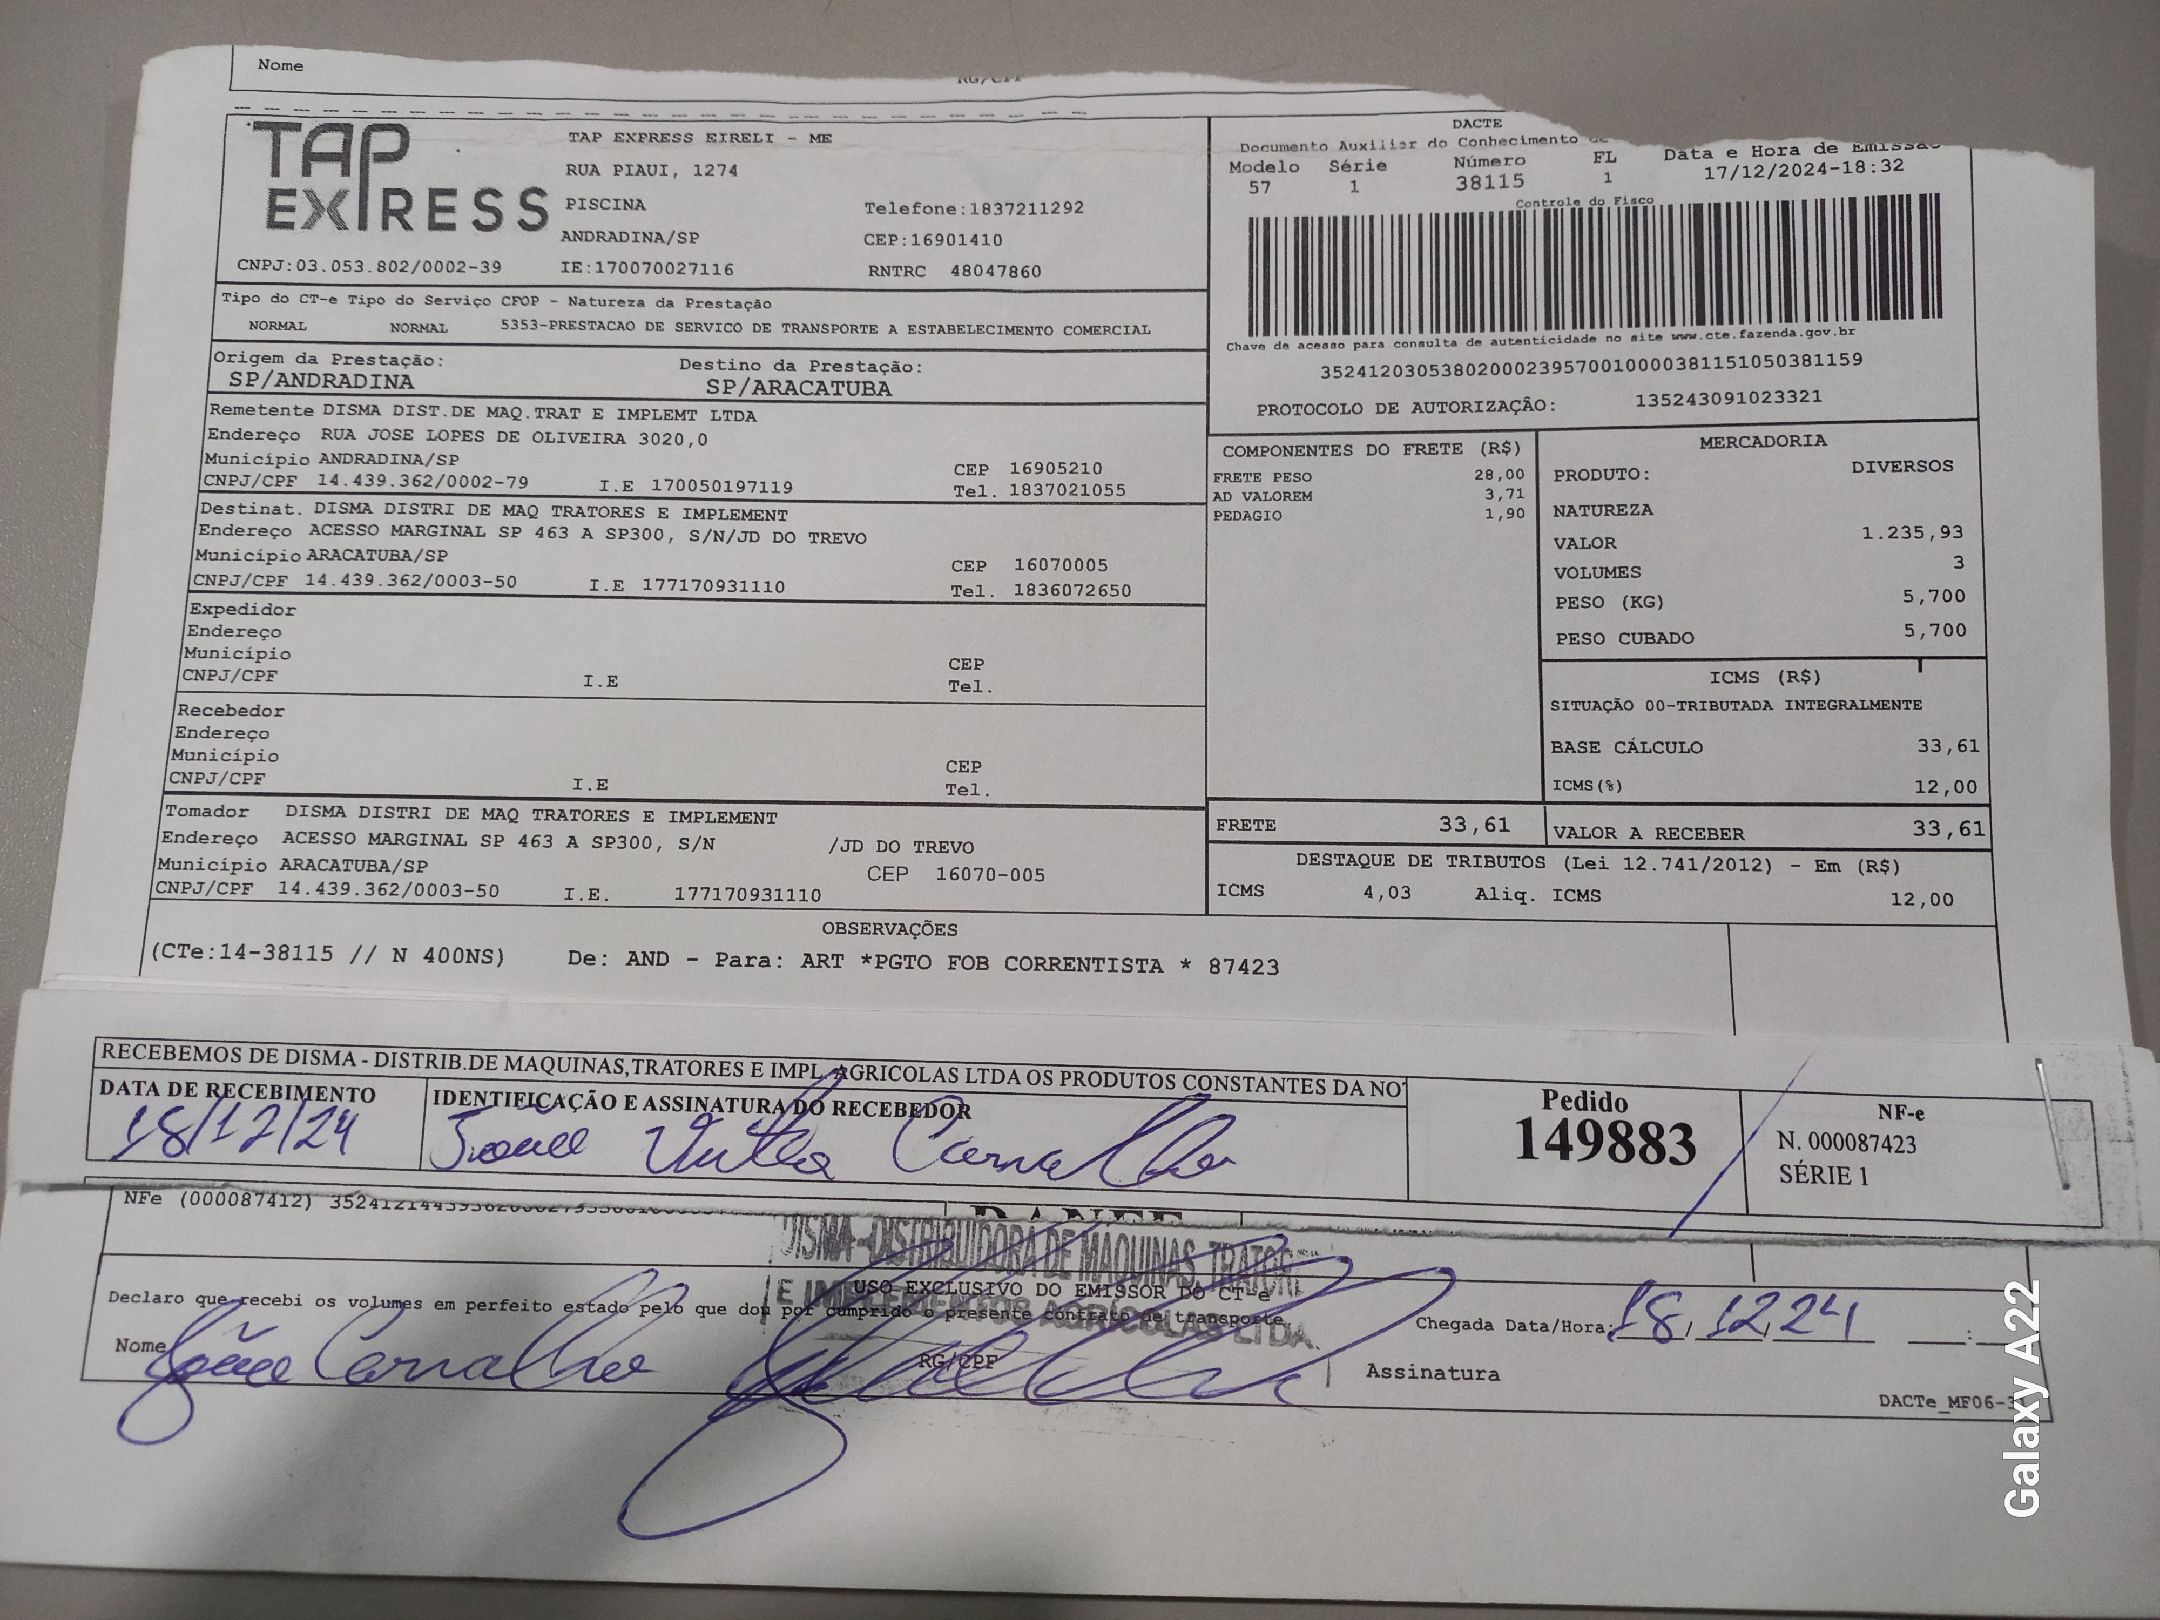 Nome
RG/CPF
TAP EXPRESS
TAP EXPRESS EIRELI - ME
RUA PIAUI, 1274
PISCINA Telefone:1837211292
ANDRADINA/SP CEP:16901410
CNPJ:03.053.802/0002-39 IE:170070027116 RNTRC 48047860
DACTE
Documento Auxiliar do Conhecimento de
Modelo Série Número FL Data e Hora de Emissão
57 1 38115 1 17/12/2024-18:32
Controle do Fisco
Chave de acesso para consulta de autenticidade no site www.cte.fazenda.gov.br
35241203053802000239570010000381151050381159
PROTOCOLO DE AUTORIZAÇÃO: 135243091023321
Tipo do CT-e Tipo do Serviço CFOP - Natureza da Prestação
NORMAL NORMAL 5353-PRESTACAO DE SERVICO DE TRANSPORTE A ESTABELECIMENTO COMERCIAL
Origem da Prestação: Destino da Prestação:
SP/ANDRADINA SP/ARACATUBA
Remetente DISMA DIST.DE MAQ.TRAT E IMPLEMT LTDA
Endereço RUA JOSE LOPES DE OLIVEIRA 3020,0
Município ANDRADINA/SP CEP 16905210
CNPJ/CPF 14.439.362/0002-79 I.E 170050197119 Tel. 1837021055
Destinat. DISMA DISTRI DE MAQ TRATORES E IMPLEMENT
Endereço ACESSO MARGINAL SP 463 A SP300, S/N/JD DO TREVO
Município ARACATUBA/SP CEP 16070005
CNPJ/CPF 14.439.362/0003-50 I.E 177170931110 Tel. 1836072650
Expedidor
Endereço
Município CEP
CNPJ/CPF I.E Tel.
Recebedor
Endereço
Município CEP
CNPJ/CPF I.E Tel.
Tomador DISMA DISTRI DE MAQ TRATORES E IMPLEMENT
Endereço ACESSO MARGINAL SP 463 A SP300, S/N /JD DO TREVO
Município ARACATUBA/SP CEP 16070-005
CNPJ/CPF 14.439.362/0003-50 I.E. 177170931110
COMPONENTES DO FRETE (R$)
FRETE PESO 28,00
AD VALOREM 3,71
PEDAGIO 1,90
MERCADORIA
PRODUTO: DIVERSOS
NATUREZA
VALOR 1.235,93
VOLUMES 3
PESO (KG) 5,700
PESO CUBADO 5,700
ICMS (R$)
SITUAÇÃO 00-TRIBUTADA INTEGRALMENTE
BASE CÁLCULO 33,61
ICMS(%) 12,00
FRETE 33,61 VALOR A RECEBER 33,61
DESTAQUE DE TRIBUTOS (Lei 12.741/2012) - Em (R$)
ICMS 4,03 Aliq. ICMS 12,00
OBSERVAÇÕES
(CTe:14-38115 // N 400NS) De: AND - Para: ART *PGTO FOB CORRENTISTA * 87423
RECEBEMOS DE DISMA - DISTRIB.DE MAQUINAS,TRATORES E IMPL AGRICOLAS LTDA OS PRODUTOS CONSTANTES DA NO
DATA DE RECEBIMENTO IDENTIFICAÇÃO E ASSINATURA DO RECEBEDOR
18/12/24 Carvalho
Pedido
149883
NF-e
N. 000087423
SÉRIE 1
NFe (000087412)
DANFE
DISMA - DISTRIBUIDORA DE MAQUINAS, TRATOR
E IMPLEMENTOS AGRÍCOLAS LTDA.
USO EXCLUSIVO DO EMISSOR DO CT-e
Declaro que recebi os volumes em perfeito estado pelo que dou por cumprido o presente contrato de transporte
Chegada Data/Hora: 18/12/24 :
Nome Carvalho RG/CPF Assinatura
DACTe_MF06-3
Galaxy A22